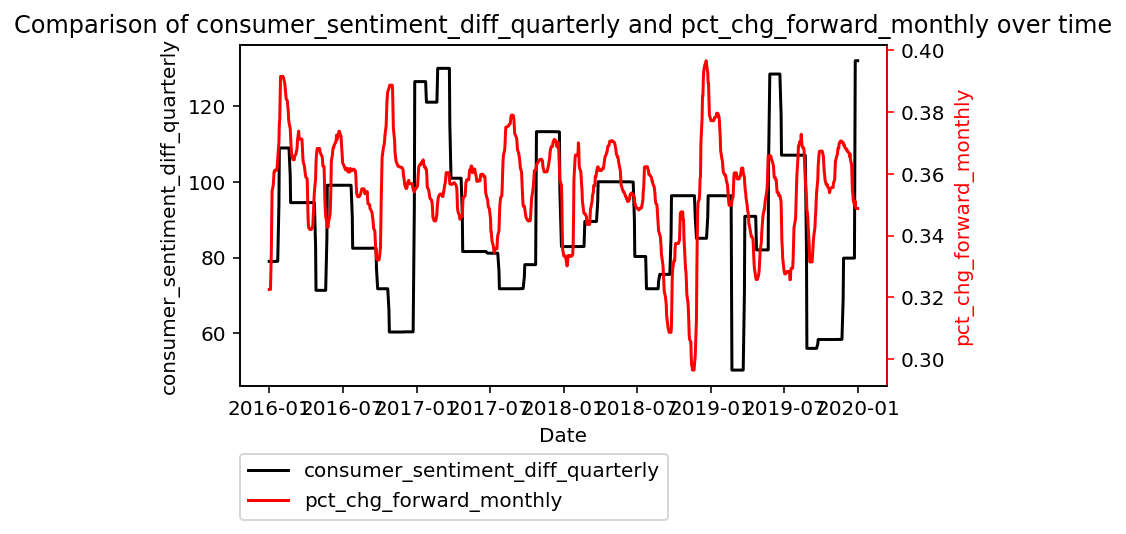 Comparison of consumer_sentiment_diff_quarterly and pct_chg_forward_monthly over time
consumer_sentiment_diff_quarterly
120
100
80
60
0.40
0.38
0.36
0.34
0.32
0.30
pct_chg_forward_monthly
2016-01 2016-07 2017-01 2017-07 2018-01 2018-07 2019-01 2019-07 2020-01
Date
consumer_sentiment_diff_quarterly
pct_chg_forward_monthly